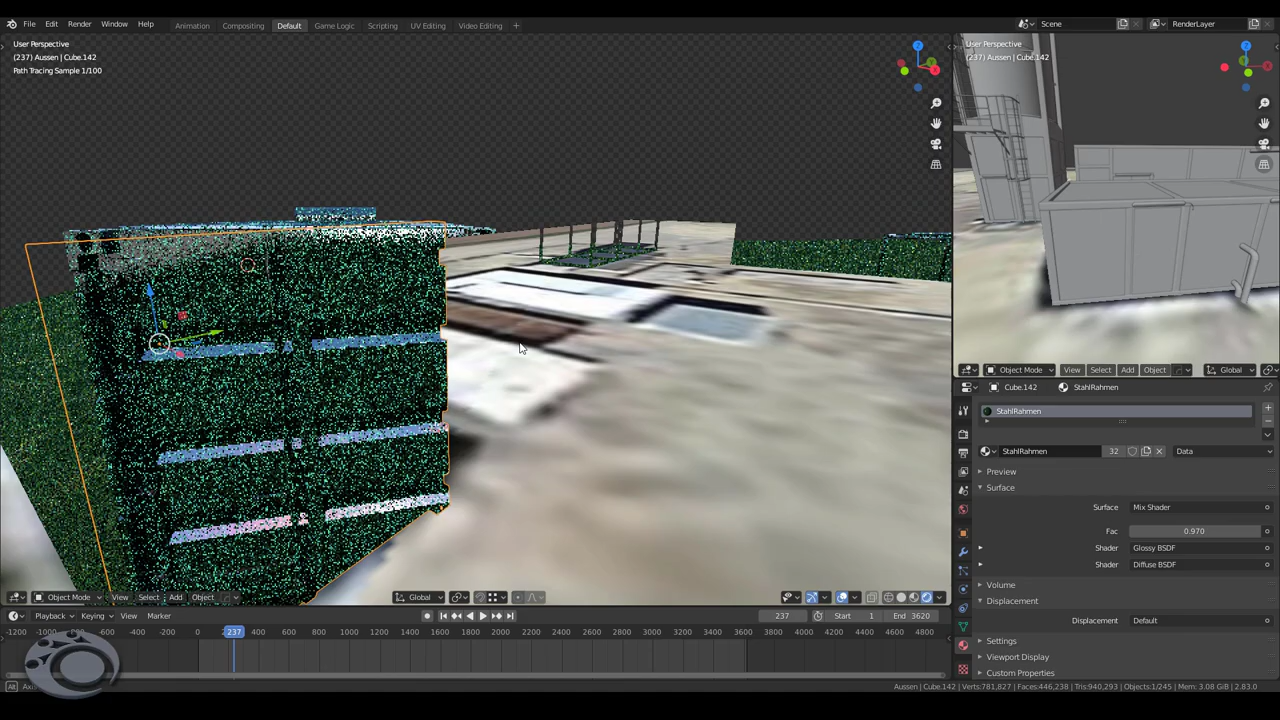 File Edit Render Window Help
Animation Compositing Default Game Logic Scripting UV Editing Video Editing +
Scene
RenderLayer
User Perspective
(237) Aussen | Cube.142
Path Tracing Sample 1/100
User Perspective
(237) Aussen | Cube.142
Object Mode View Select Add Object Global
Cube.142 StahlRahmen
StahlRahmen
StahlRahmen 32 Data
Preview
Surface
Surface Mix Shader
Fac 0.970
Shader Glossy BSDF
Shader Diffuse BSDF
Volume
Displacement
Displacement Default
Settings
Viewport Display
Custom Properties
Object Mode View Select Add Object Global
Playback Keying View Marker 237 Start 1 End 3620
-1200 -1000 -800 -600 -400 -200 0 237 400 600 800 1000 1200 1400 1600 1800 2000 2200 2400 2600 2800 3000 3200 3400 3600 3800 4000 4200 4400 4600 4800
Aussen | Cube.142 | Verts:781,827 | Faces:446,238 | Tris:940,293 | Objects:1/245 | Mem: 3.08 GiB | 2.83.0